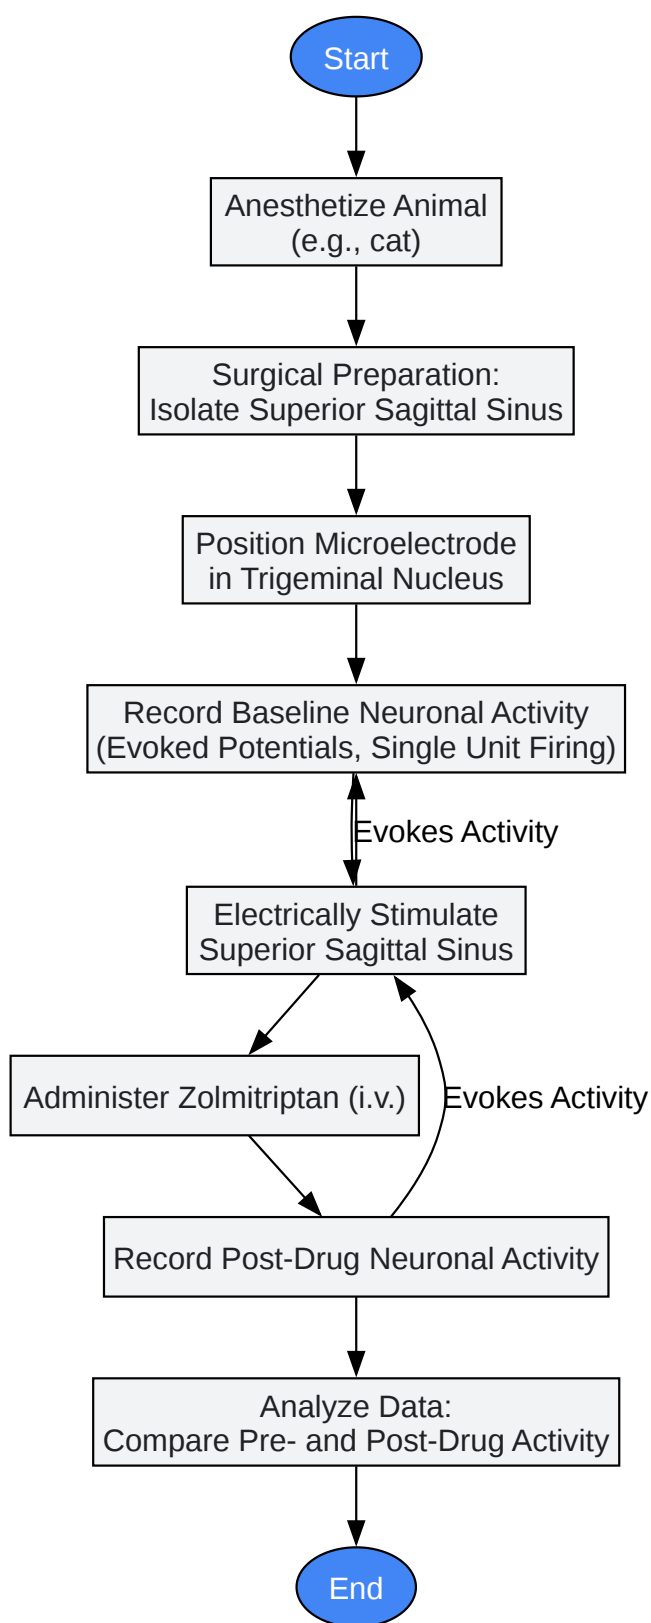 Start
Anesthetize Animal
(e.g., cat)
Surgical Preparation:
Isolate Superior Sagittal Sinus
Position Microelectrode
in Trigeminal Nucleus
Record Baseline Neuronal Activity
(Evoked Potentials, Single Unit Firing)
Evokes Activity
Electrically Stimulate
Superior Sagittal Sinus
Administer Zolmitriptan (i.v.)
Evokes Activity
Record Post-Drug Neuronal Activity
Analyze Data:
Compare Pre- and Post-Drug Activity
End